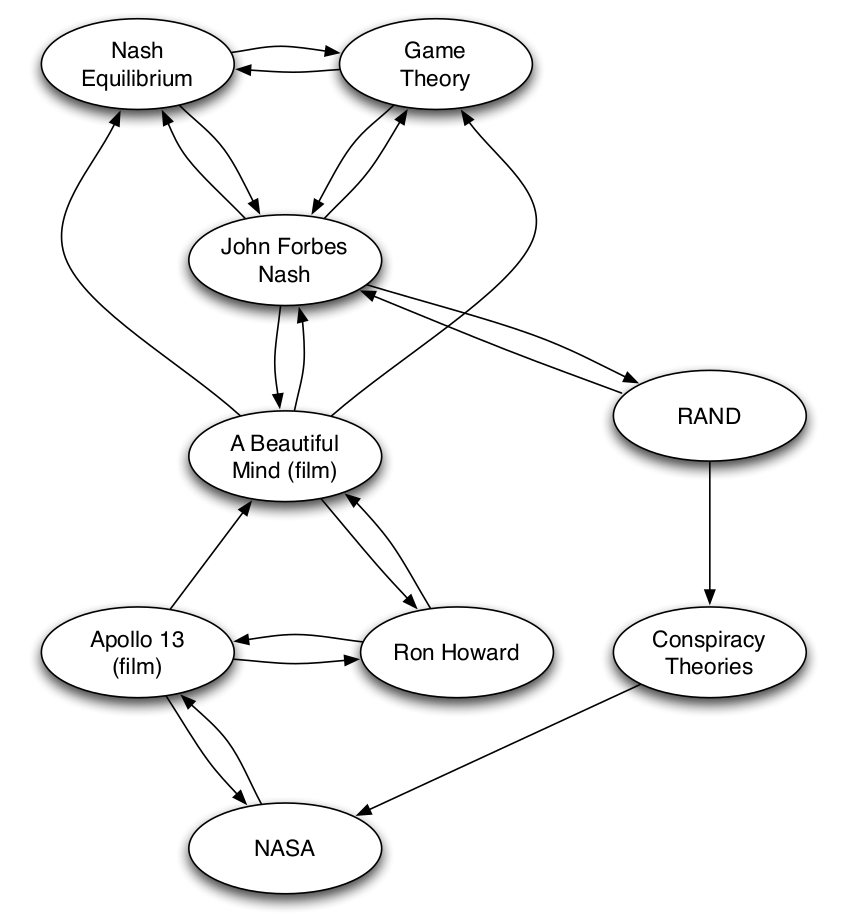 Nash
Equilibrium
Game
Theory
John Forbes
Nash
RAND
A Beautiful
Mind (film)
Apollo 13
(film)
Ron Howard
Conspiracy
Theories
NASA